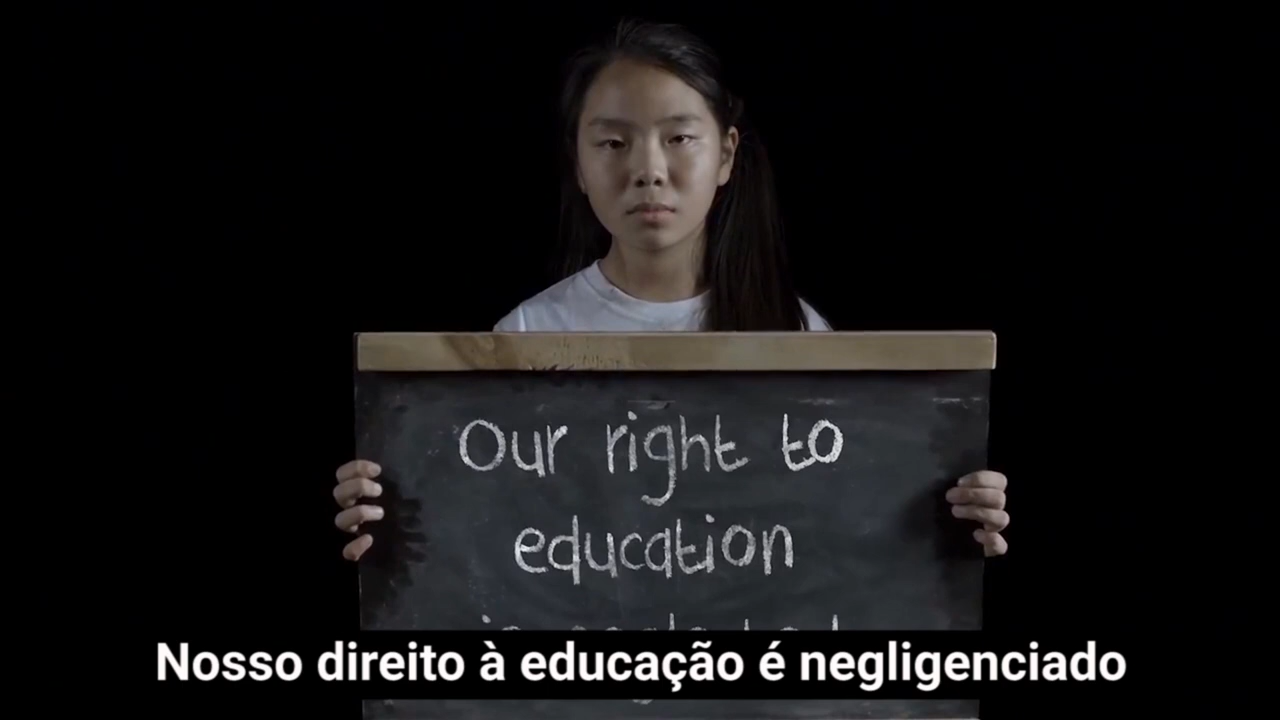 Our right to
education
Nosso direito à educação é negligenciado